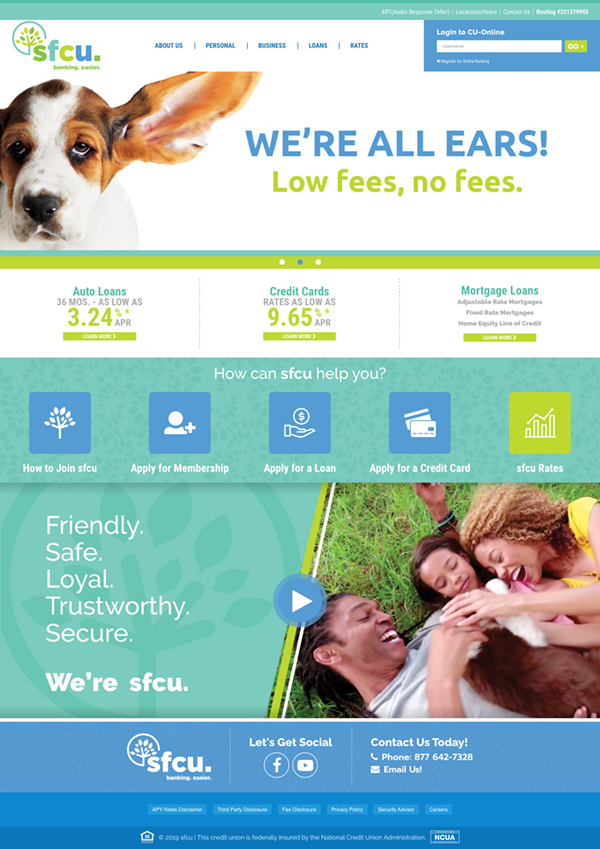 ART(Audio Response Teller) | Locations/Hours | Contact Us | Routing #221379905
sfcu.
banking. easier.
ABOUT US | PERSONAL | BUSINESS | LOANS | RATES
Login to CU-Online
Username
GO >
Register for Online Banking
WE'RE ALL EARS!
Low fees, no fees.
Auto Loans
36 MOS. - AS LOW AS
3.24 % * APR
LEARN MORE >
Credit Cards
RATES AS LOW AS
9.65 % * APR
LEARN MORE >
Mortgage Loans
Adjustable Rate Mortgages
Fixed Rate Mortgages
Home Equity Line of Credit
LEARN MORE >
How can sfcu help you?
How to Join sfcu
Apply for Membership
Apply for a Loan
Apply for a Credit Card
sfcu Rates
Friendly.
Safe.
Loyal.
Trustworthy.
Secure.
We're sfcu.
sfcu.
banking. easier.
Let's Get Social
Contact Us Today!
Phone: 877 642-7328
Email Us!
APY Rates Disclaimer
Third Party Disclosure
Fee Disclosure
Privacy Policy
Security Advisor
Careers
© 2019 sfcu | This credit union is federally insured by the National Credit Union Administration
NCUA